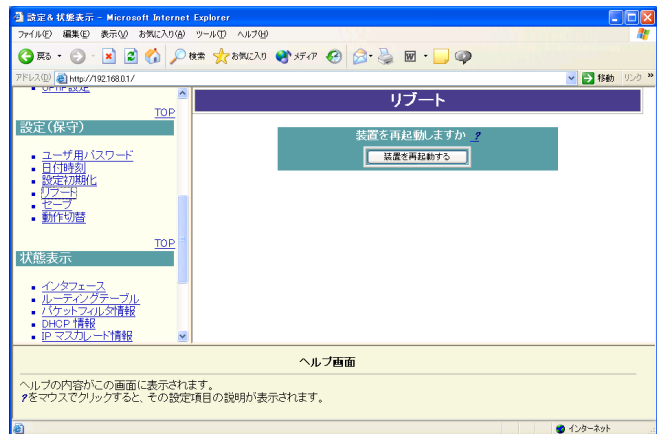 設定& 状態表示 - Microsoft Internet Explorer
ファイル(F) 編集(E) 表示(V) お気に入り(A) ツール(T) ヘルプ(H)
戻る 検索 お気に入り メディア
アドレス(D) http://192.168.0.1/ 移動 リンク »
UPnP設定
TOP
設定(保守)
ユーザ用パスワード
日付時刻
設定初期化
リブート
セーブ
動作切替
TOP
状態表示
インタフェース
ルーティングテーブル
パケットフィルタ情報
DHCP 情報
IP マスカレード情報
リブート
装置を再起動しますか ?
装置を再起動する
ヘルプ画面
ヘルプの内容がこの画面に表示されます。
?をマウスでクリックすると、その設定項目の説明が表示されます。
インターネット